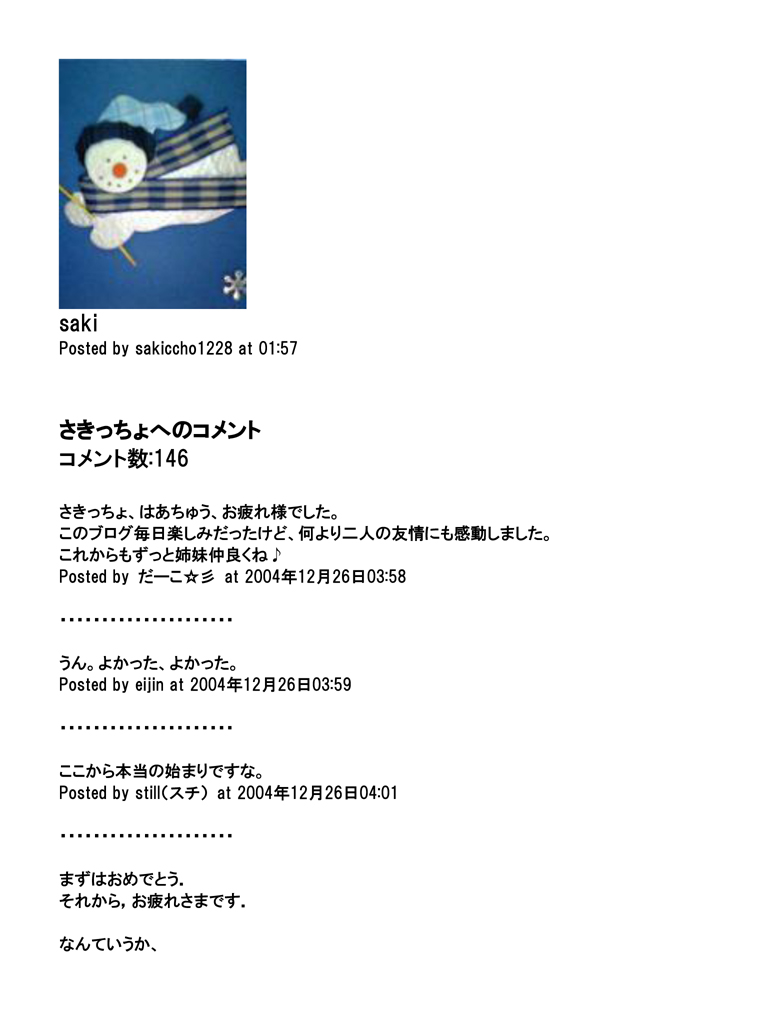 saki
Posted by sakiccho1228 at 01:57
さきっちょへのコメント
コメント数:146
さきっちょ、はあちゅう、お疲れ様でした。
このブログ毎日楽しみだったけど、何より二人の友情にも感動しました。
これからもずっと姉妹仲良くね♪
Posted by だーこ☆彡 at 2004年12月26日03:58
・・・・・・・・・・・・・・・・・・・・・
うん。よかった、よかった。
Posted by eijin at 2004年12月26日03:59
・・・・・・・・・・・・・・・・・・・・・
ここから本当の始まりですな。
Posted by still(スチ) at 2004年12月26日04:01
・・・・・・・・・・・・・・・・・・・・・
まずはおめでとう．
それから，お疲れさまです．
なんていうか、